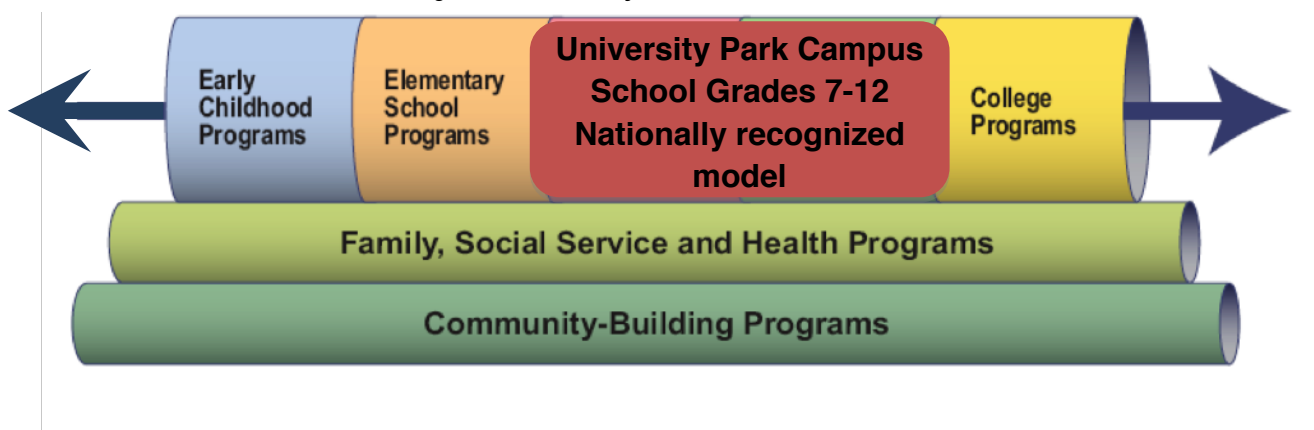 Early
Childhood
Programs
Elementary
School
Programs
University Park Campus
School Grades 7-12
Nationally recognized
model
College
Programs
Family, Social Service and Health Programs
Community-Building Programs